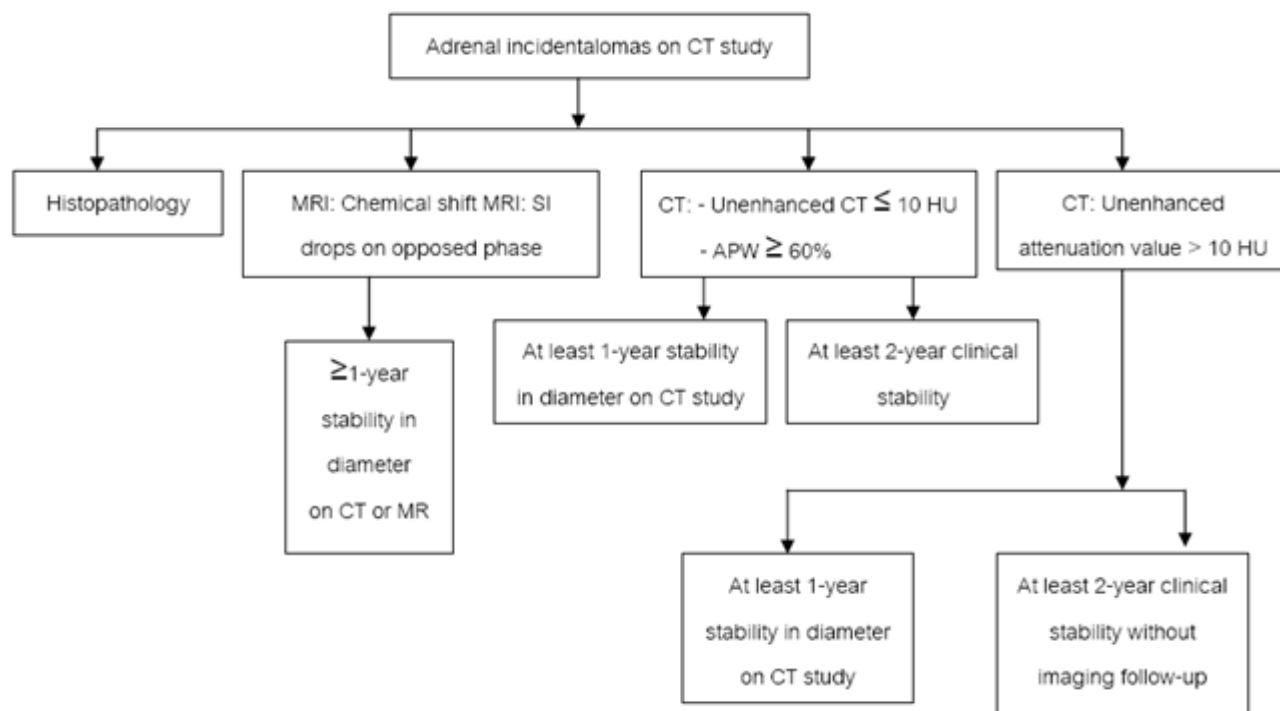 Adrenal incidentalomas on CT study
Histopathology
MRI: Chemical shift MRI: SI
drops on opposed phase
CT: - Unenhanced CT ≦ 10 HU
- APW ≧ 60%
CT: Unenhanced
attenuation value > 10 HU
≧1-year
stability in
diameter
on CT or MR
At least 1-year stability
in diameter on CT study
At least 2-year clinical
stability
At least 1-year
stability in diameter
on CT study
At least 2-year clinical
stability without
imaging follow-up